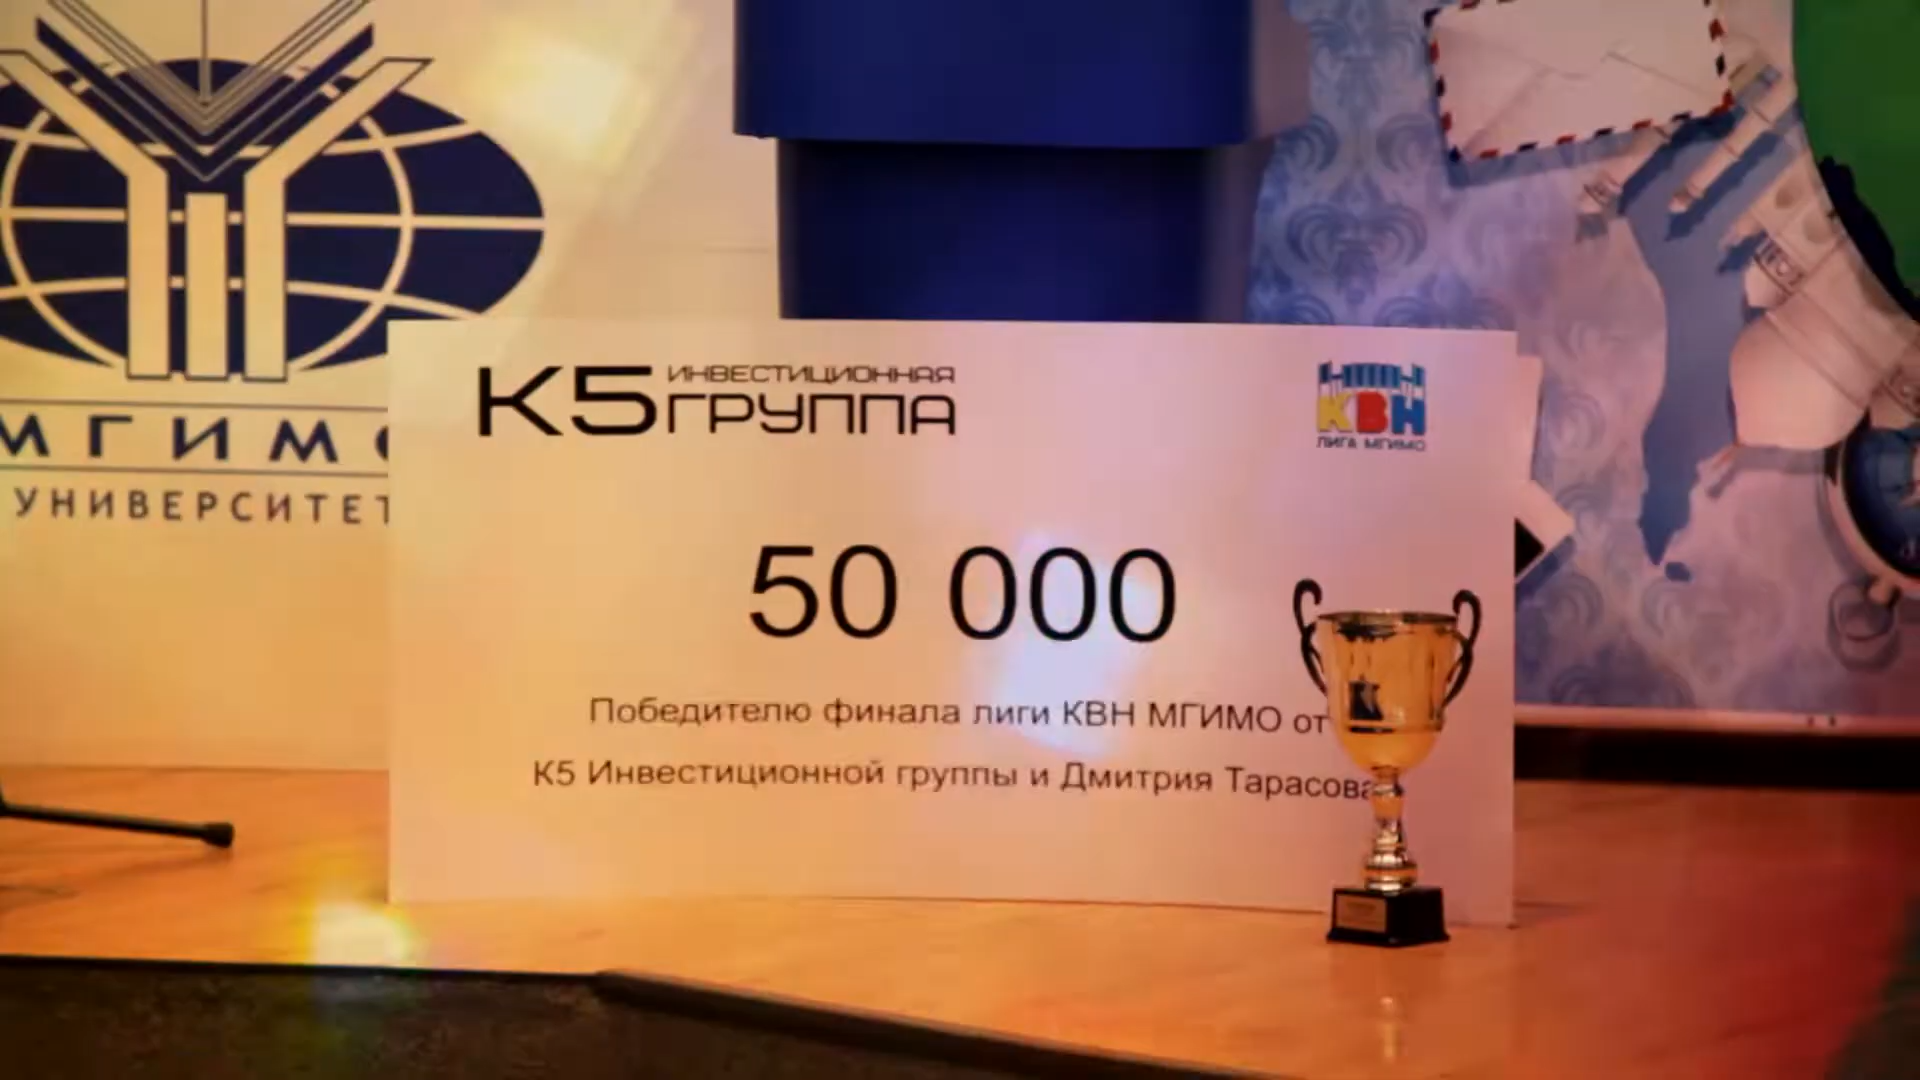 МГИМО
УНИВЕРСИТЕТ
К5 ИНВЕСТИЦИОННАЯ
ГРУППА
КВН
ЛИГА МГИМО
50 000
Победителю финала лиги КВН МГИМО от
К5 Инвестиционной группы и Дмитрия Тарасова